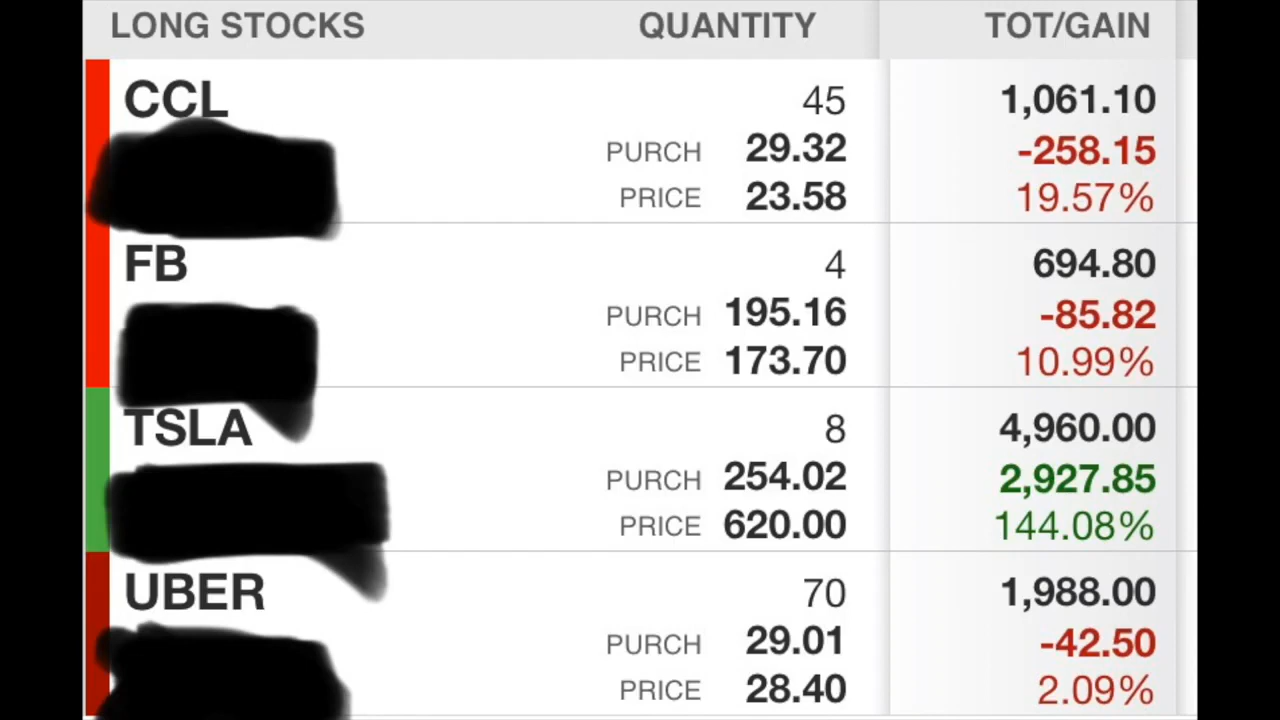 LONG STOCKS QUANTITY TOT/GAIN
CCL 45 1,061.10
PURCH 29.32 -258.15
PRICE 23.58 19.57%
FB 4 694.80
PURCH 195.16 -85.82
PRICE 173.70 10.99%
TSLA 8 4,960.00
PURCH 254.02 2,927.85
PRICE 620.00 144.08%
UBER 70 1,988.00
PURCH 29.01 -42.50
PRICE 28.40 2.09%